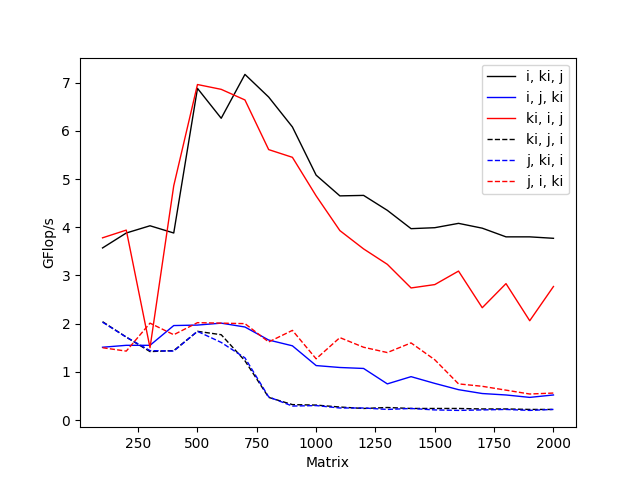 i, ki, j
i, j, ki
ki, i, j
ki, j, i
j, ki, i
j, i, ki
GFlop/s
7
6
5
4
3
2
1
0
250 500 750 1000 1250 1500 1750 2000
Matrix